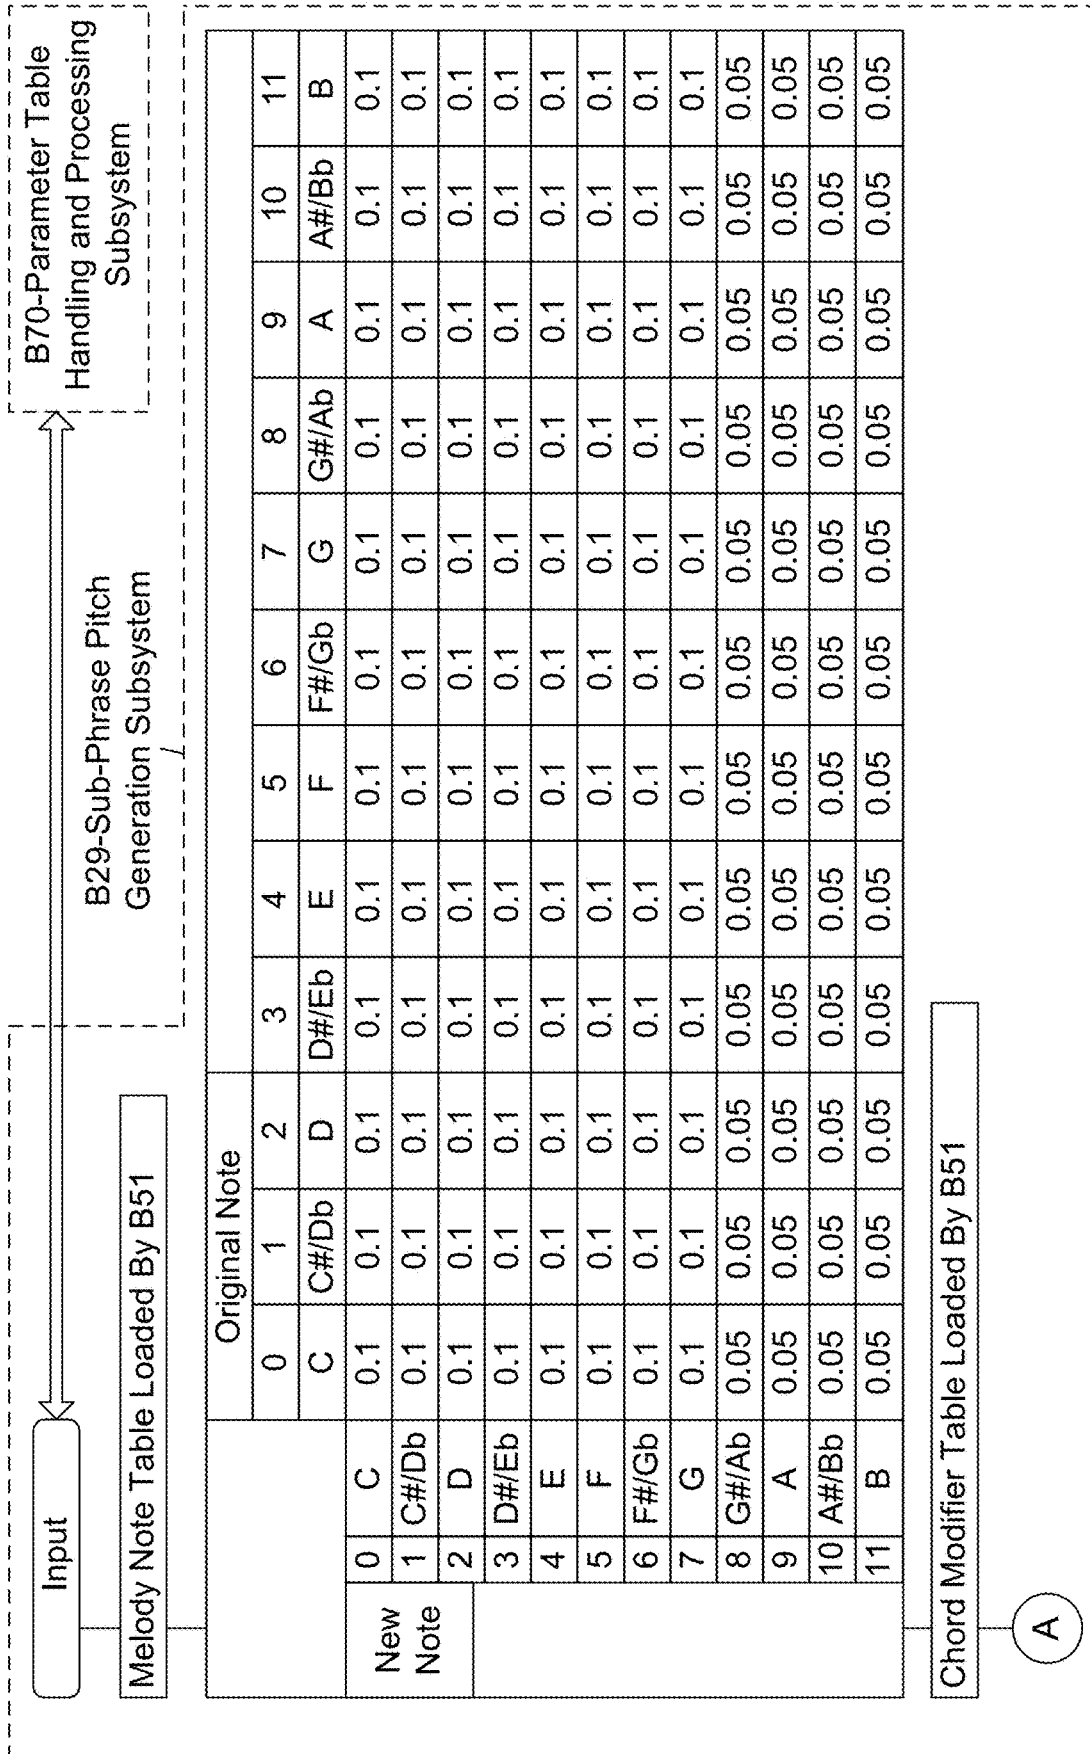 B70-Parameter Table
Handling and Processing
Subsystem
Input
B29-Sub-Phrase Pitch
Generation Subsystem
Melody Note Table Loaded By B51
Original Note
0 1 2 3 4 5 6 7 8 9 10 11
C C#/Db D D#/Eb E F F#/Gb G G#/Ab A A#/Bb B
New
Note
0 C 0.1 0.1 0.1 0.1 0.1 0.1 0.1 0.1 0.1 0.1 0.1 0.1
1 C#/Db 0.1 0.1 0.1 0.1 0.1 0.1 0.1 0.1 0.1 0.1 0.1 0.1
2 D 0.1 0.1 0.1 0.1 0.1 0.1 0.1 0.1 0.1 0.1 0.1 0.1
3 D#/Eb 0.1 0.1 0.1 0.1 0.1 0.1 0.1 0.1 0.1 0.1 0.1 0.1
4 E 0.1 0.1 0.1 0.1 0.1 0.1 0.1 0.1 0.1 0.1 0.1 0.1
5 F 0.1 0.1 0.1 0.1 0.1 0.1 0.1 0.1 0.1 0.1 0.1 0.1
6 F#/Gb 0.1 0.1 0.1 0.1 0.1 0.1 0.1 0.1 0.1 0.1 0.1 0.1
7 G 0.1 0.1 0.1 0.1 0.1 0.1 0.1 0.1 0.1 0.1 0.1 0.1
8 G#/Ab 0.05 0.05 0.05 0.05 0.05 0.05 0.05 0.05 0.05 0.05 0.05 0.05
9 A 0.05 0.05 0.05 0.05 0.05 0.05 0.05 0.05 0.05 0.05 0.05 0.05
10 A#/Bb 0.05 0.05 0.05 0.05 0.05 0.05 0.05 0.05 0.05 0.05 0.05 0.05
11 B 0.05 0.05 0.05 0.05 0.05 0.05 0.05 0.05 0.05 0.05 0.05 0.05
Chord Modifier Table Loaded By B51
A